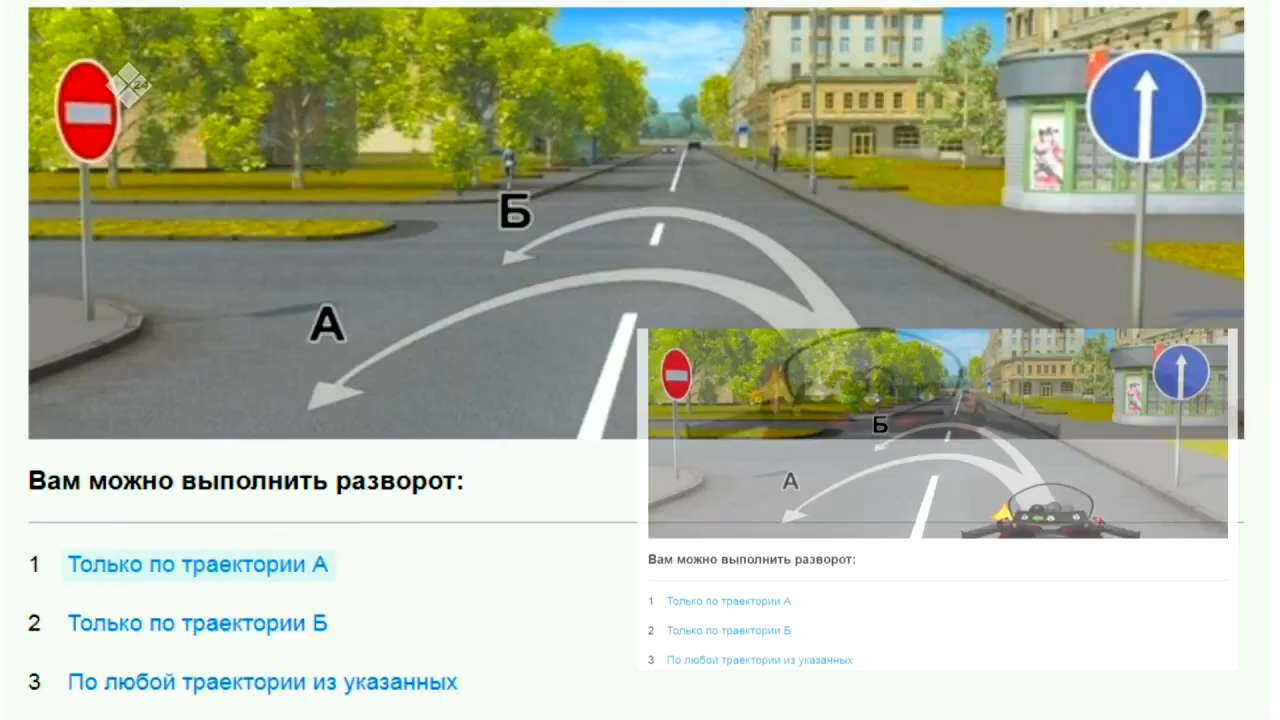 Б
А
Вам можно выполнить разворот:
1 Только по траектории А
2 Только по траектории Б
3 По любой траектории из указанных
Б
А
Вам можно выполнить разворот:
1 Только по траектории А
2 Только по траектории Б
3 По любой траектории из указанных